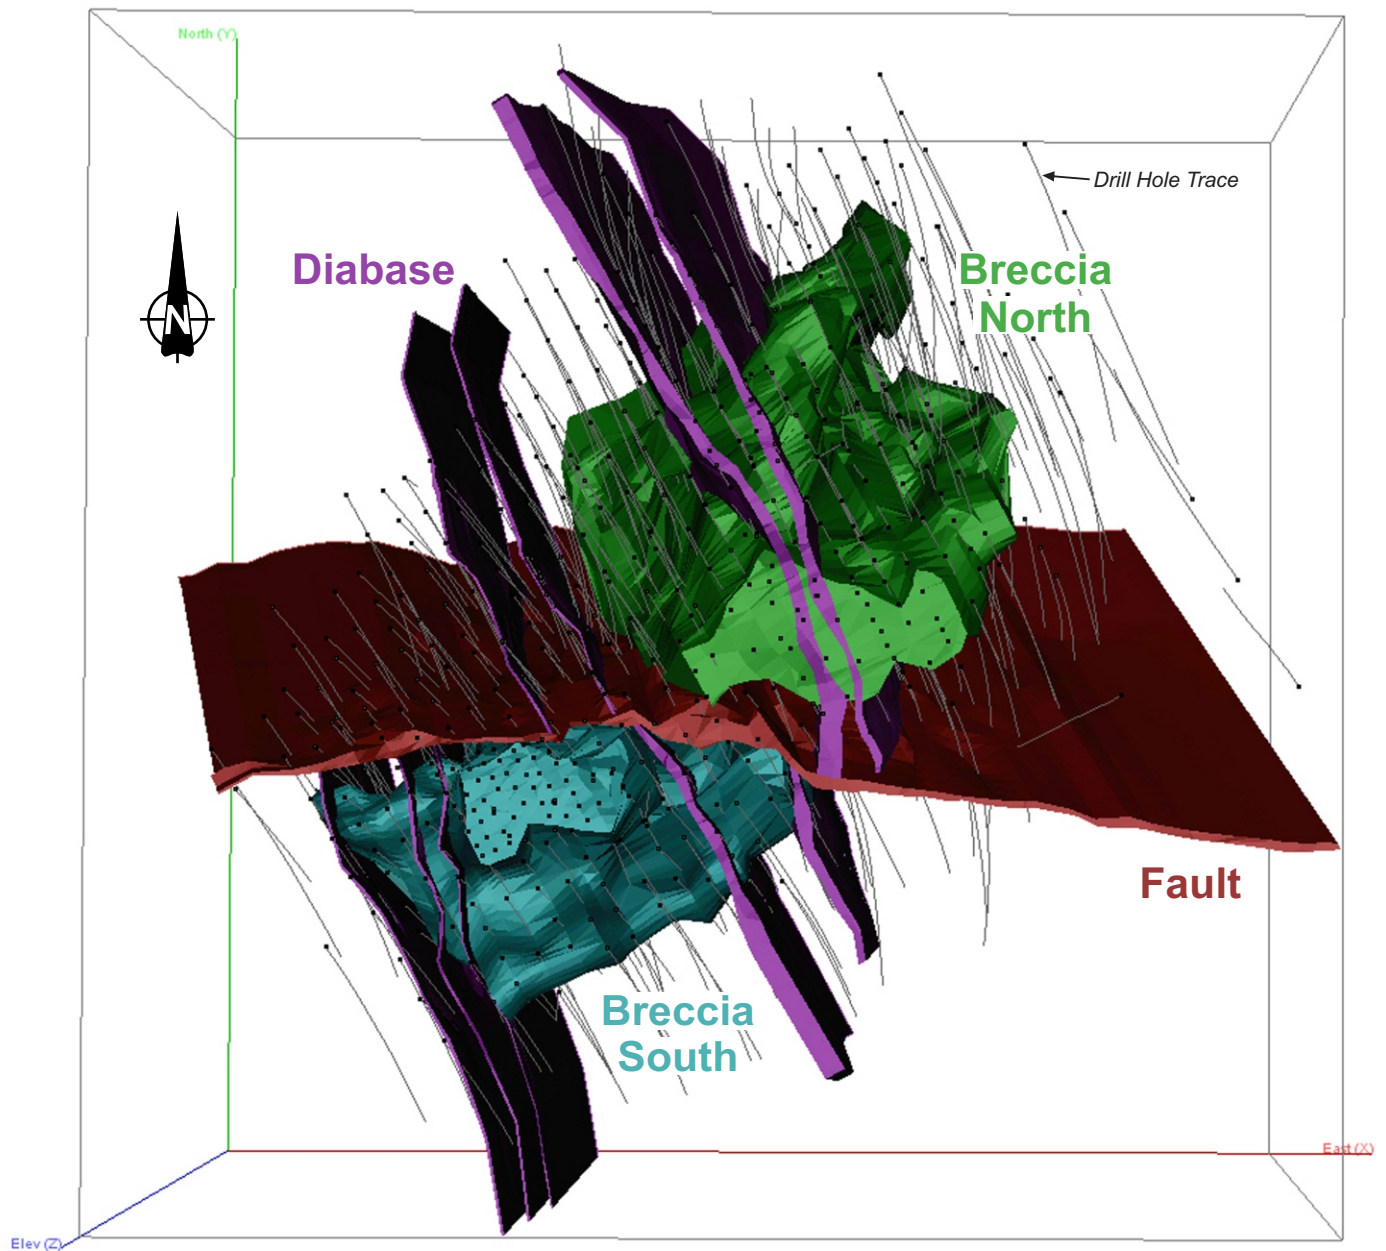 North (Y)
Drill Hole Trace
Diabase
Breccia
North
N
Fault
Breccia
South
East (X)
Elev (Z)